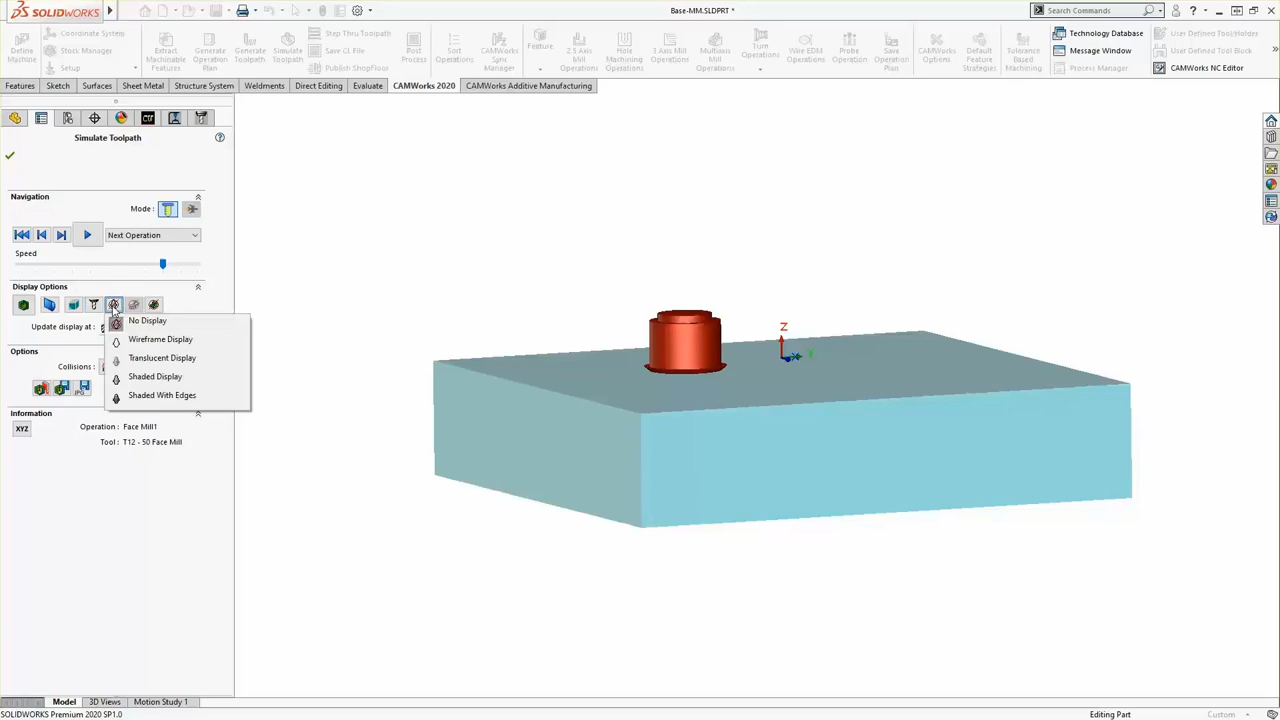 SOLIDWORKS
Base-MM.SLDPRT *
Search Commands
Define Machine
Coordinate System
Stock Manager
Setup
Extract Machinable Features
Generate Operation Plan
Generate Toolpath
Simulate Toolpath
Step Thru Toolpath
Save CL File
Publish ShopFloor
Post Process
Sort Operations
CAMWorks Sync Manager
Feature
2.5 Axis Mill Operations
Hole Machining Operations
3 Axis Mill Operations
Multiaxis Mill Operations
Turn Operations
Wire EDM Operations
Probe Operations
Save Operation Plan
CAMWorks Options
Default Feature Strategies
Tolerance Based Machining
Technology Database
Message Window
Process Manager
User Defined Tool/Holder
User Defined Tool Block
CAMWorks NC Editor
Features
Sketch
Surfaces
Sheet Metal
Structure System
Weldments
Direct Editing
Evaluate
CAMWorks 2020
CAMWorks Additive Manufacturing
Simulate Toolpath
Navigation
Mode :
Next Operation
Speed
Display Options
Update display at :
No Display
Wireframe Display
Translucent Display
Shaded Display
Shaded With Edges
Options
Collisions :
JPG
Information
XYZ
Operation : Face Mill1
Tool : T12 - 50 Face Mill
Z
X
Y
Model
3D Views
Motion Study 1
SOLIDWORKS Premium 2020 SP1.0
Editing Part
Custom